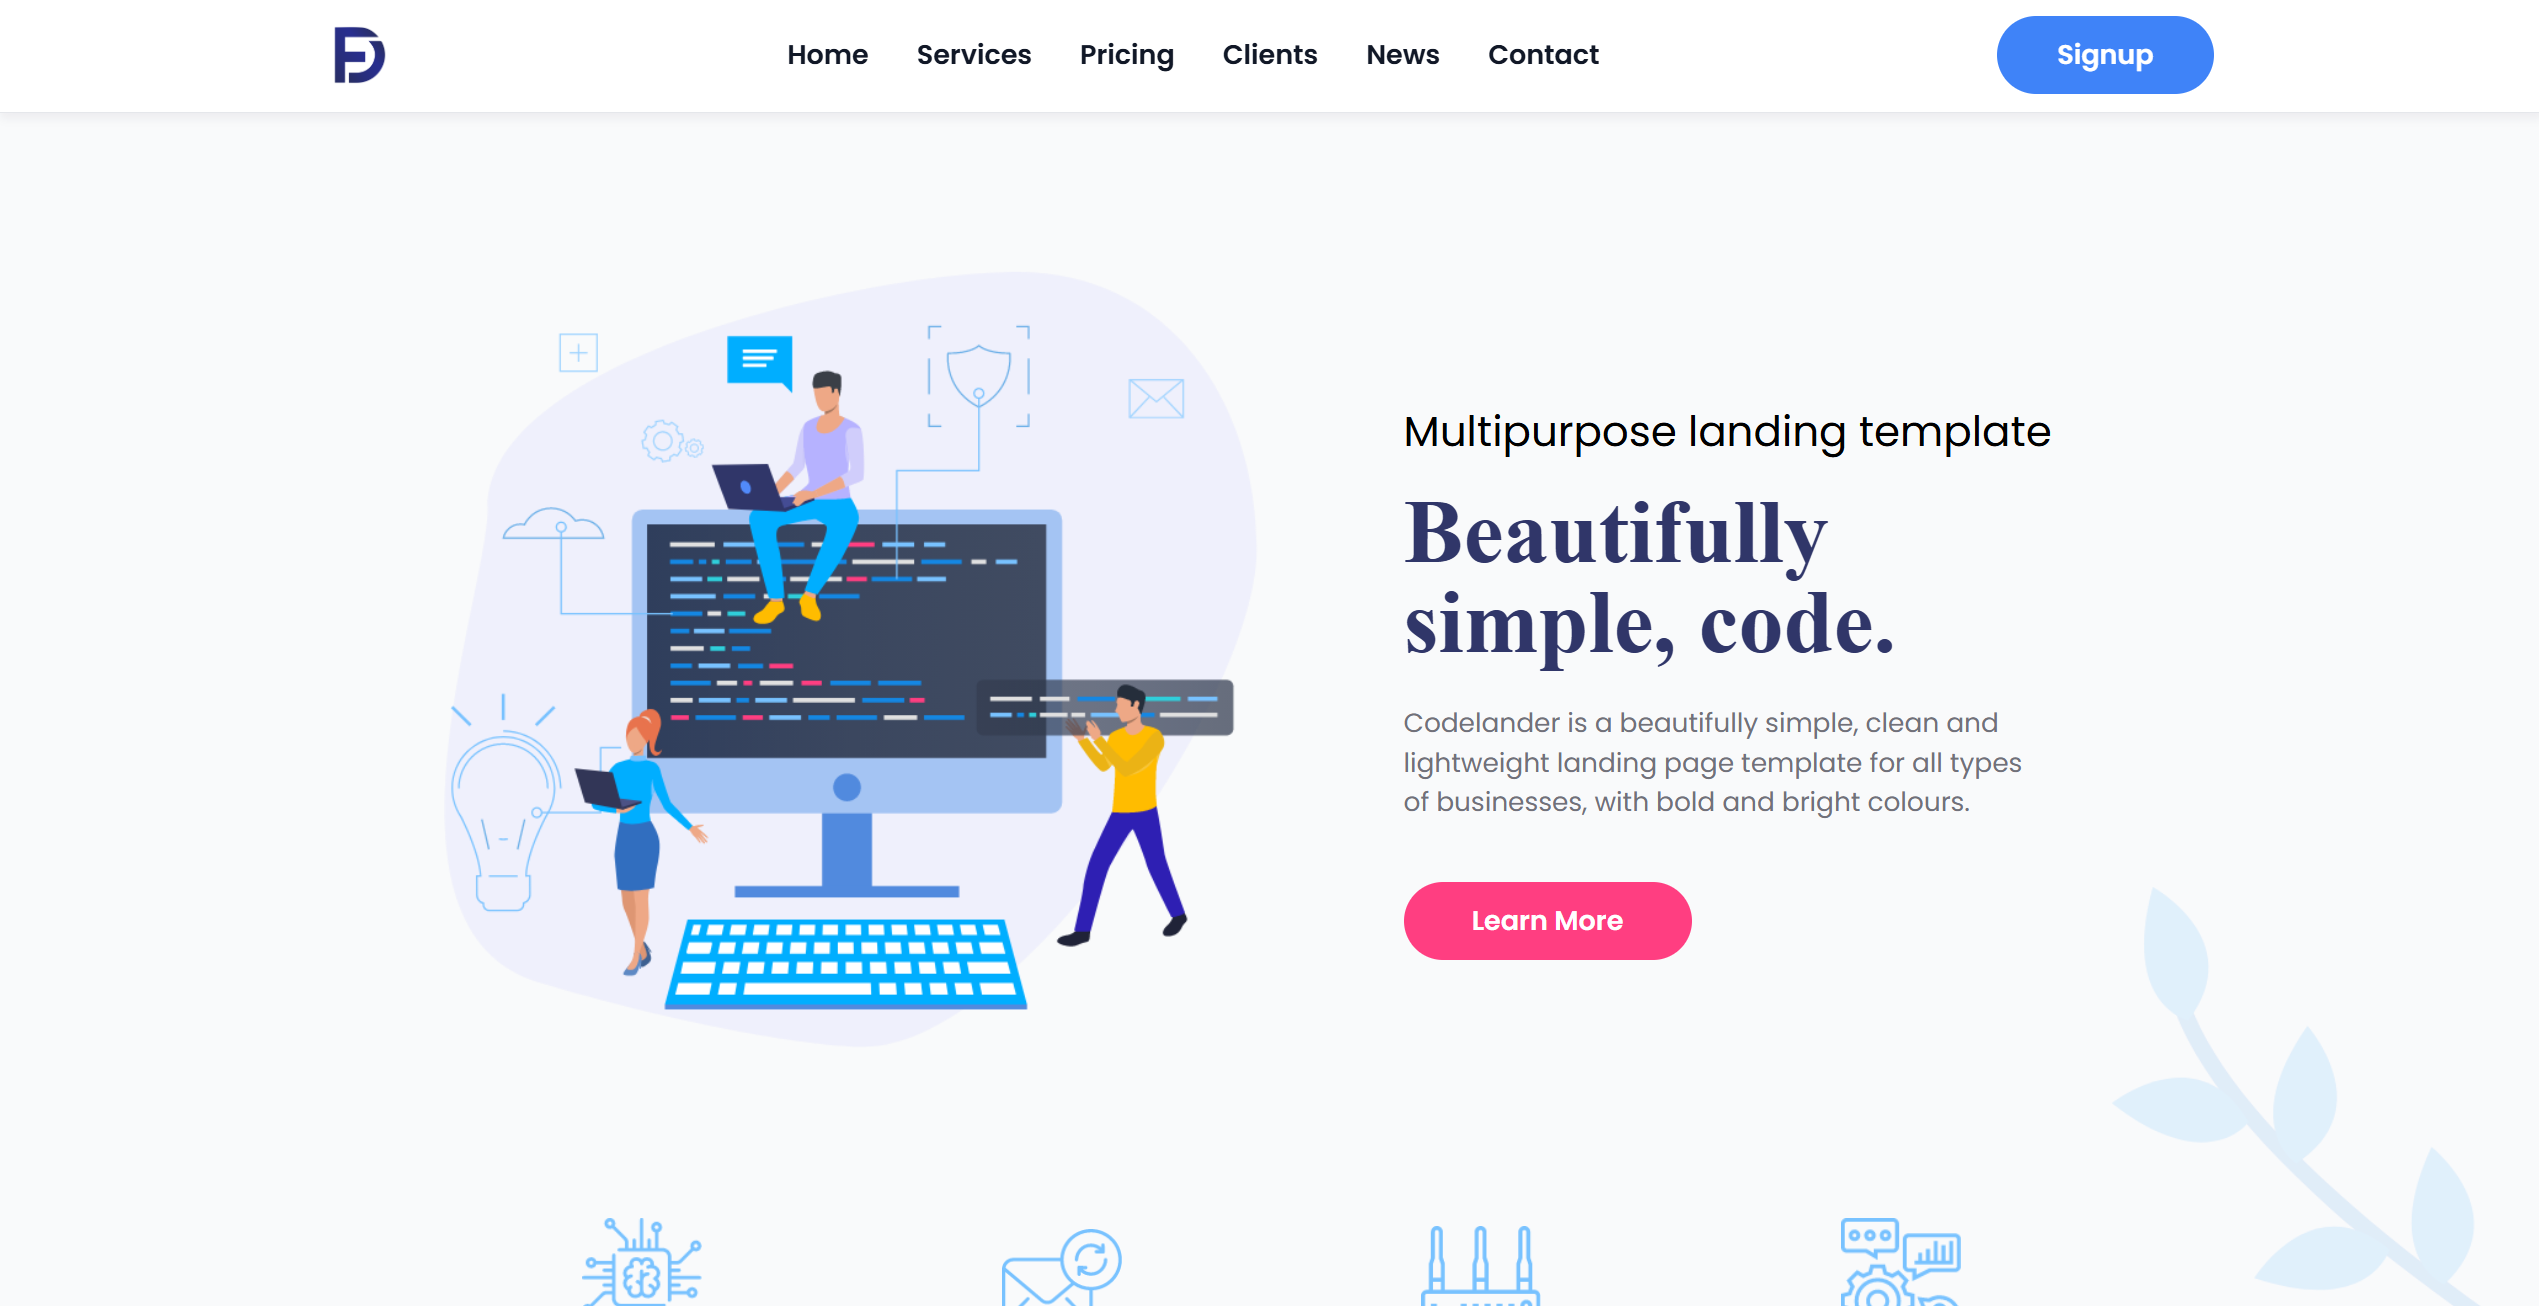 Home Services Pricing Clients News Contact Signup
Multipurpose landing template
Beautifully
simple, code.
Codelander is a beautifully simple, clean and
lightweight landing page template for all types
of businesses, with bold and bright colours.
Learn More